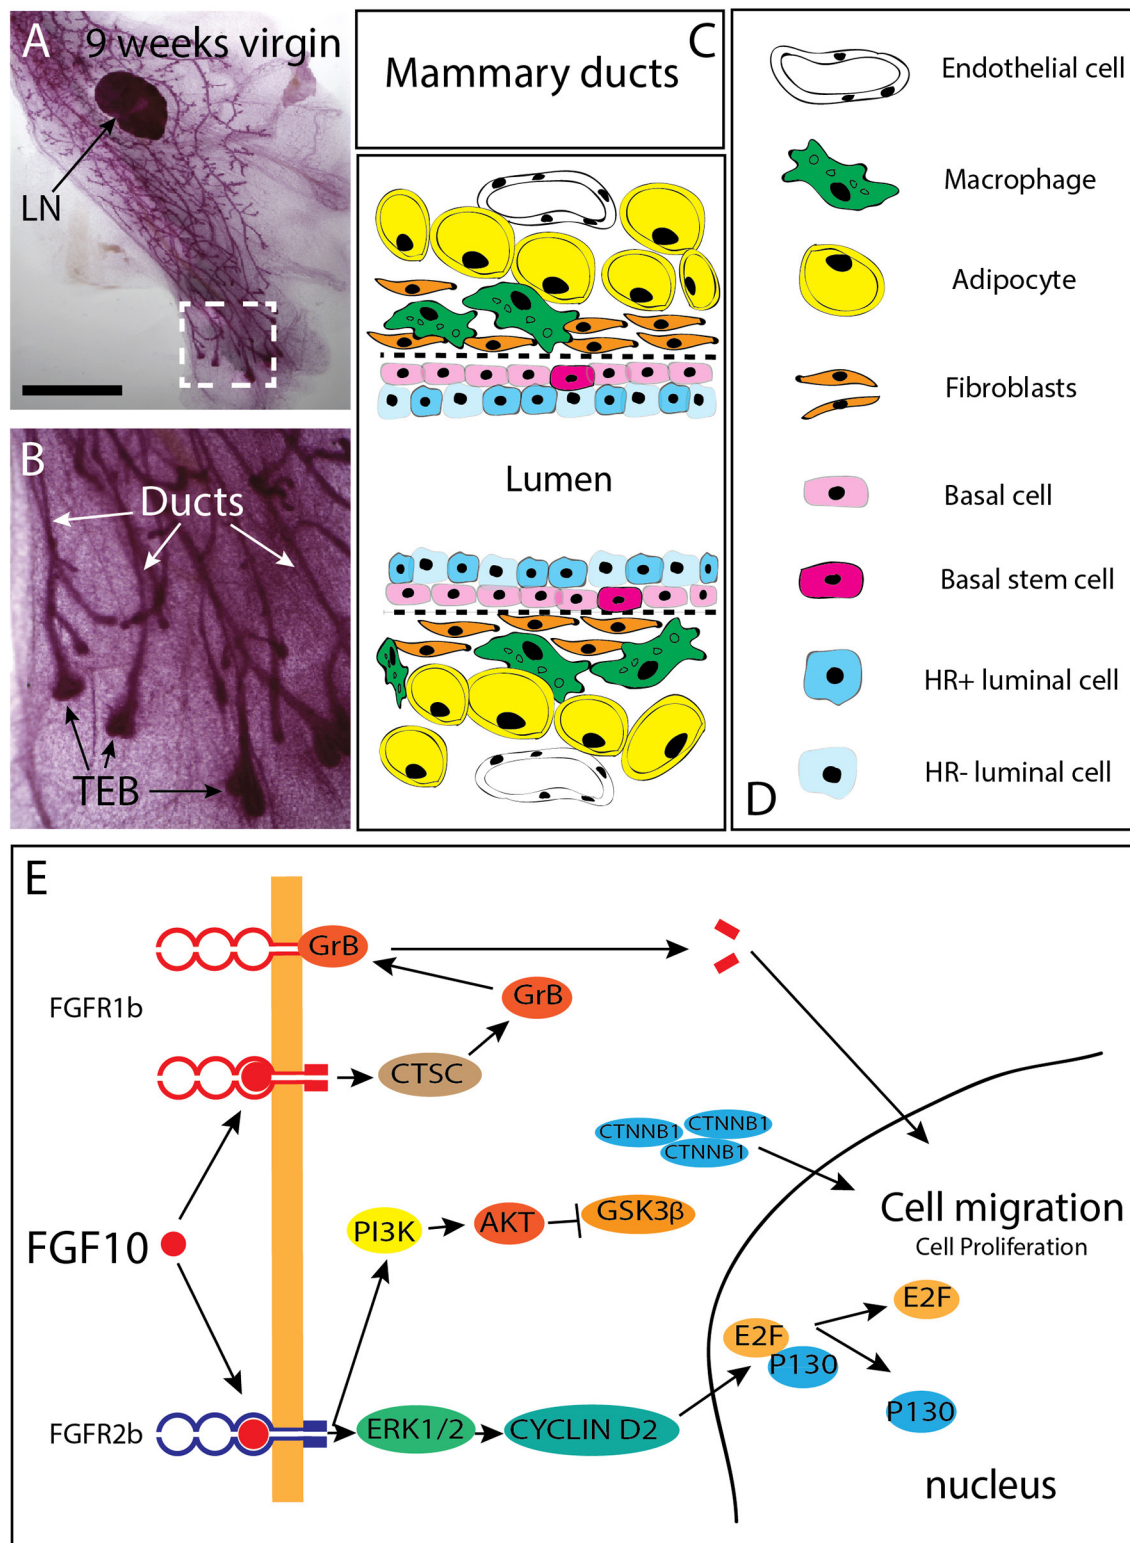 A
9 weeks virgin
LN
B
Ducts
TEB
C
Mammary ducts
Lumen
Endothelial cell
Macrophage
Adipocyte
Fibroblasts
Basal cell
Basal stem cell
HR+ luminal cell
HR- luminal cell
D
E
GrB
FGFR1b
GrB
CTSC
CTNNB1
CTNNB1
CTNNB1
PI3K
AKT
GSK3β
FGF10
Cell migration
Cell Proliferation
E2F
E2F
P130
P130
FGFR2b
ERK1/2
CYCLIN D2
nucleus